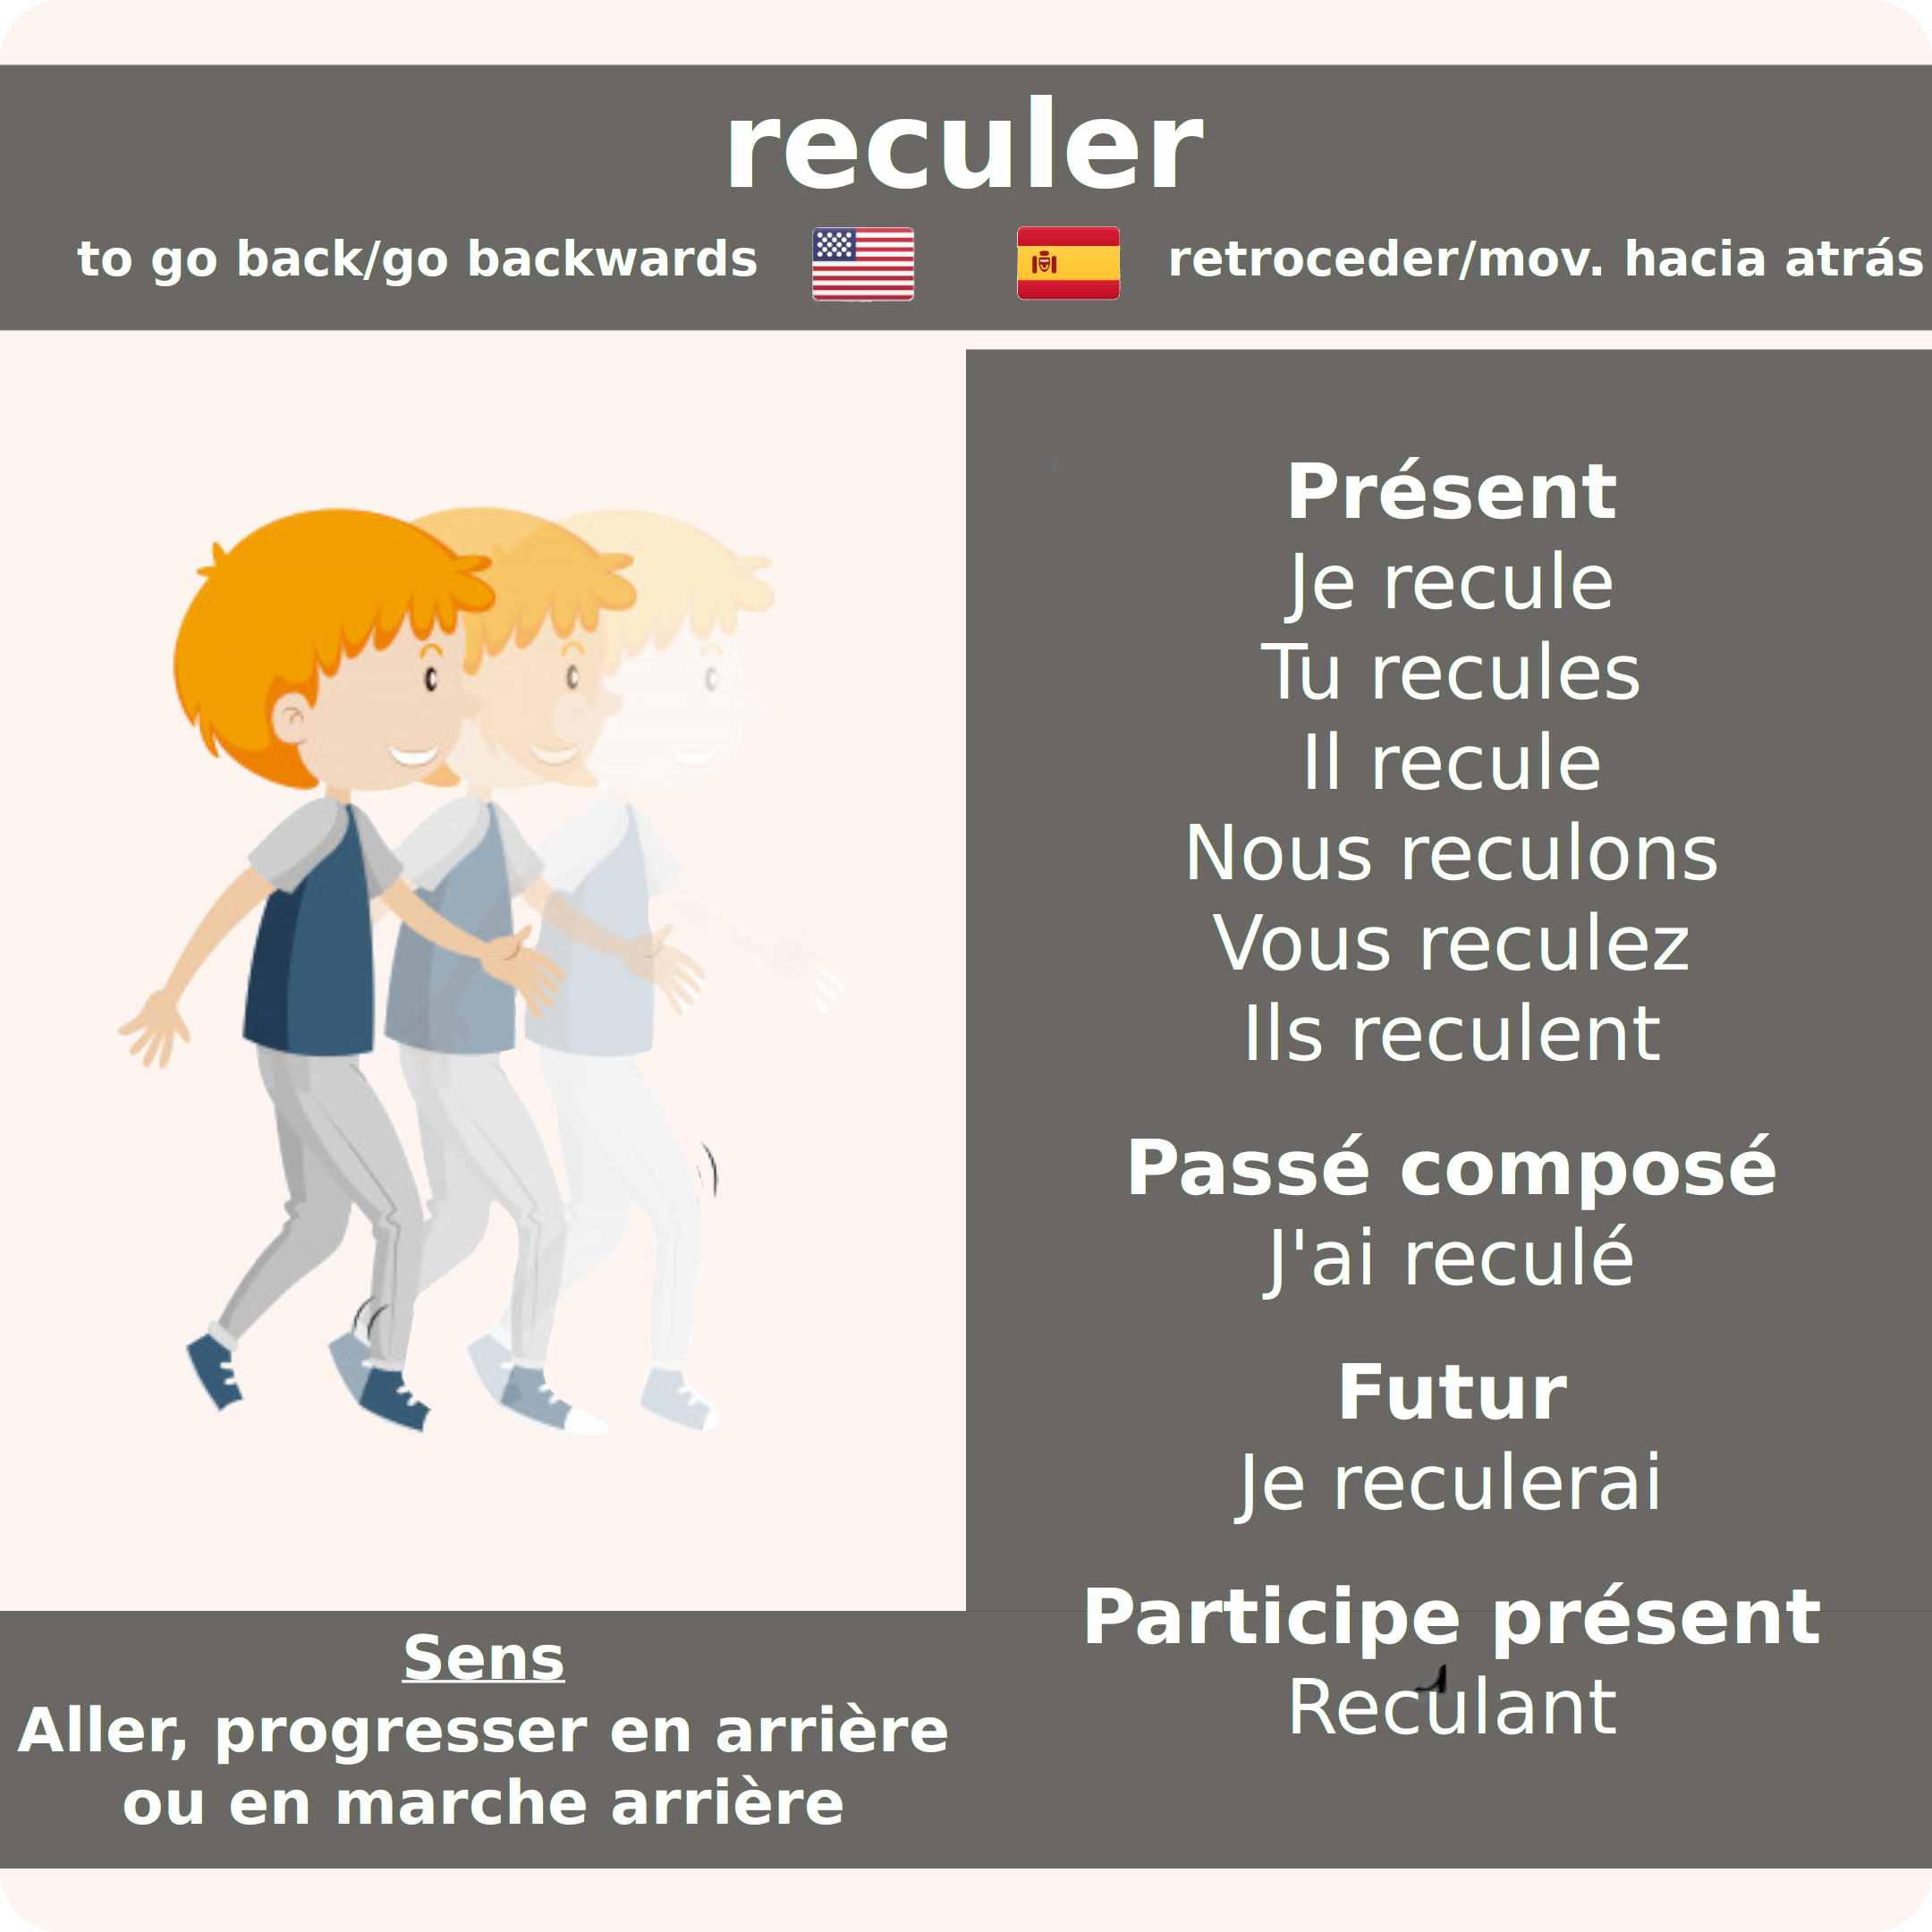 reculer
to go back/go backwards
retroceder/mov. hacia atrás
Présent
Je recule
Tu recules
Il recule
Nous reculons
Vous reculez
Ils reculent
Passé composé
J'ai reculé
Futur
Je reculerai
Participe présent
Reculant
Sens
Aller, progresser en arrière
ou en marche arrière